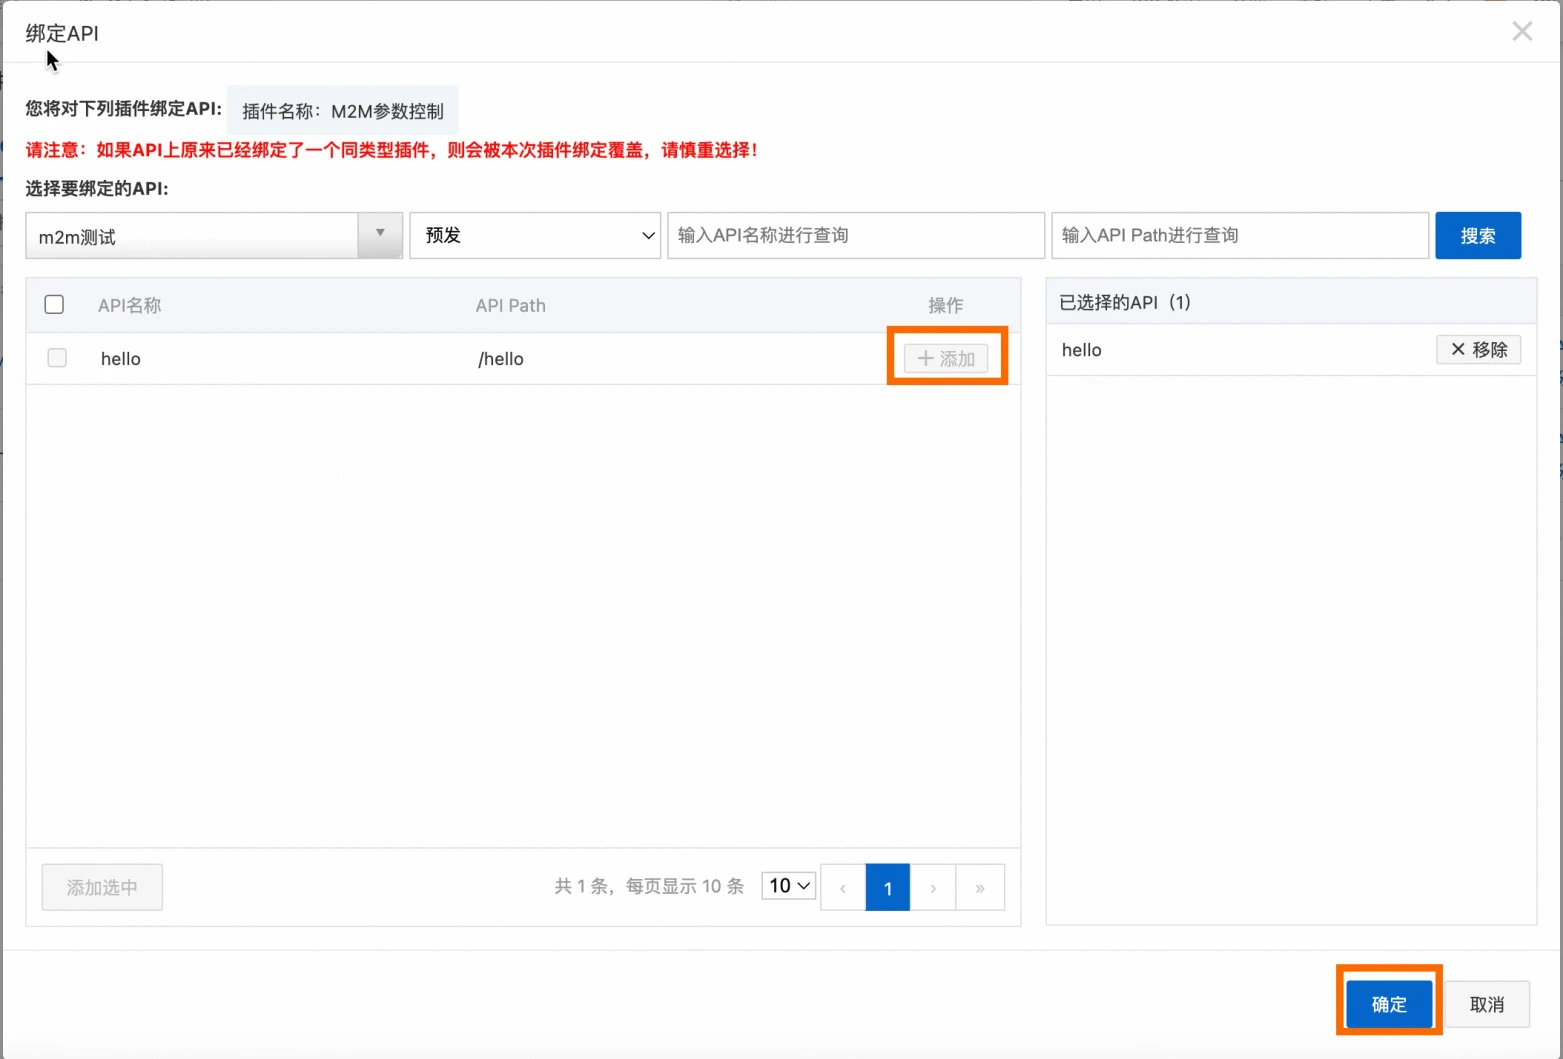 绑定API
您将对下列插件绑定API: 插件名称：M2M参数控制
请注意：如果API上原来已经绑定了一个同类型插件，则会被本次插件绑定覆盖，请慎重选择！
选择要绑定的API:
m2m测试 预发 输入API名称进行查询 输入API Path进行查询 搜索
API名称 API Path 操作
hello /hello 添加
已选择的API（1）
hello 移除
添加选中 共 1 条，每页显示 10 条 10 ‹ 1 › »
确定 取消